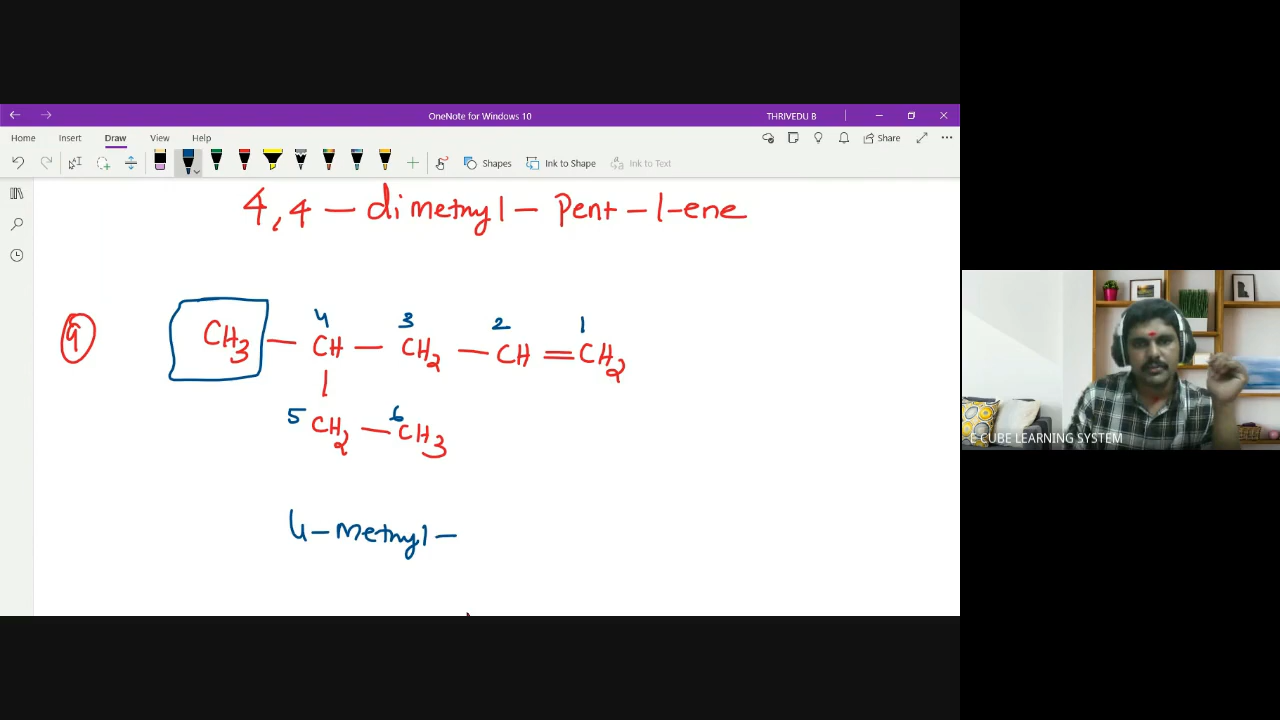 OneNote for Windows 10
THRIVEDU B
Home Insert Draw View Help
Share
Shapes Ink to Shape Ink to Text
4,4 – dimethyl – pent – 1-ene
9
4 3 2 1
CH3 — CH — CH2 — CH = CH2
5 6
CH2 — CH3
4 – methyl –
E CUBE LEARNING SYSTEM